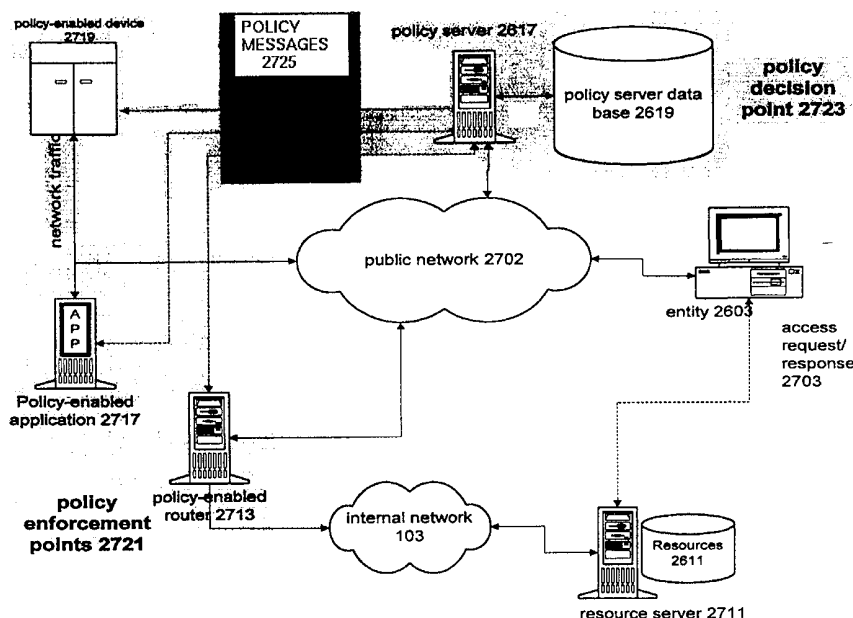 policy-enabled device
2719
POLICY
MESSAGES
2725
policy server 2617
policy server data
base 2619
policy
decision
point 2723
network traffic
public network 2702
entity 2603
access
request/
response
2703
APP
Policy-enabled
application 2717
policy-enabled
router 2713
policy
enforcement
points 2721
internal network
103
Resources
2611
resource server 2711